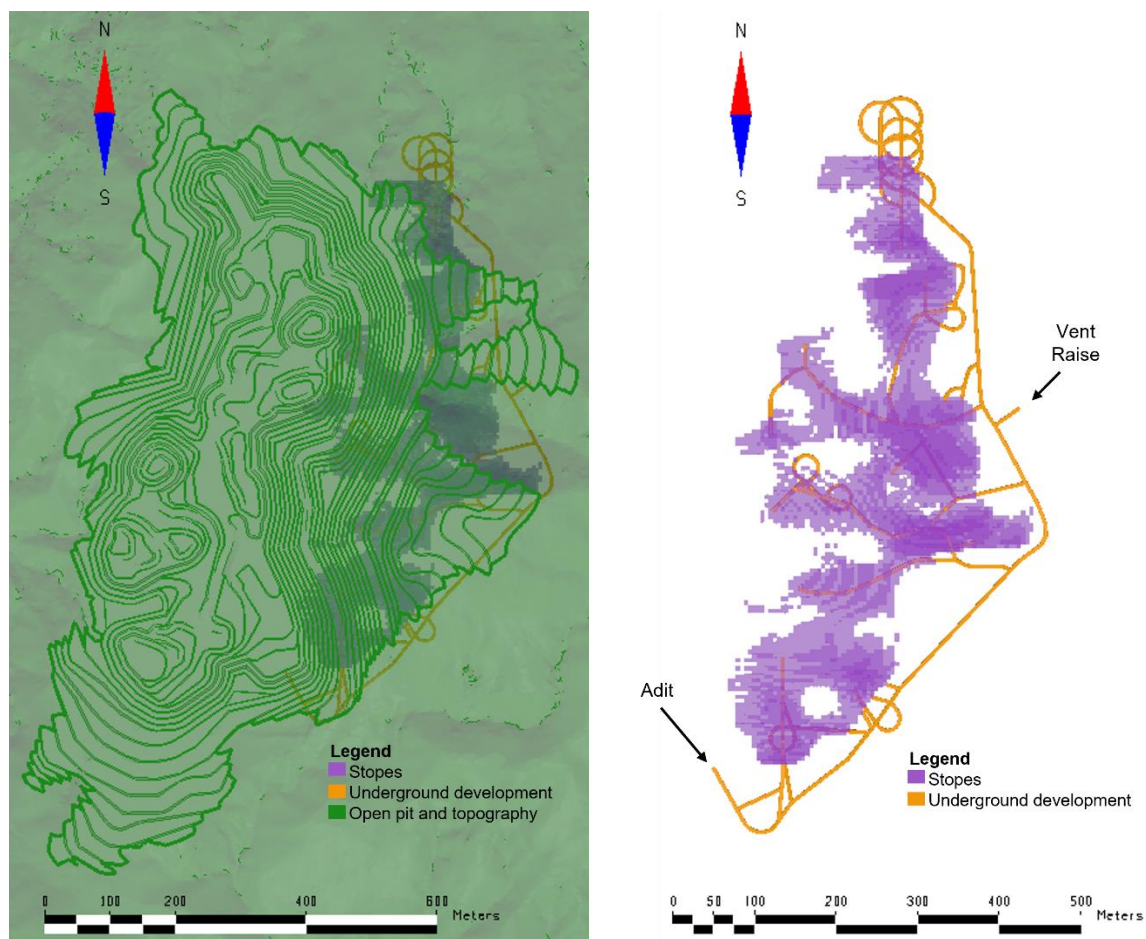 N
S
Legend
Stopes
Underground development
Open pit and topography
0 100 200 400 600 Meters
N
S
Vent
Raise
Adit
Legend
Stopes
Underground development
0 50 100 200 300 400 500 Meters